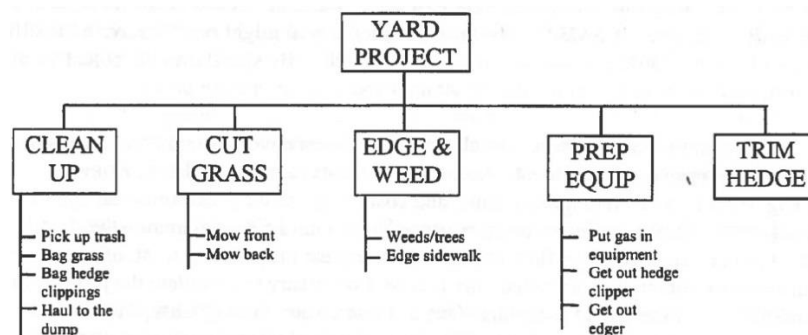 YARD
PROJECT
CLEAN
UP
CUT
GRASS
EDGE &
WEED
PREP
EQUIP
TRIM
HEDGE
Pick up trash
Bag grass
Bag hedge
clippings
Haul to the
dump
Mow front
Mow back
Weeds/trees
Edge sidewalk
Put gas in
equipment
Get out hedge
clipper
Get out
edger